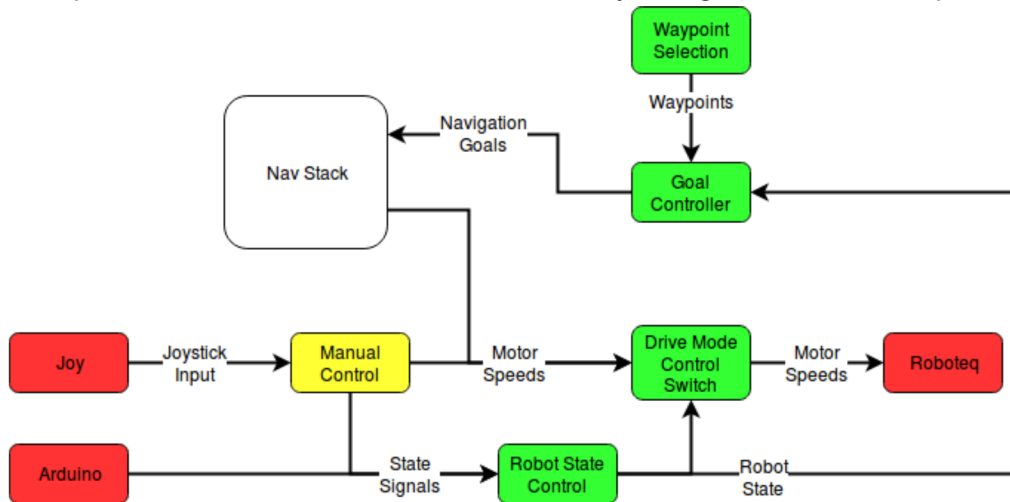 Waypoint
Selection
Waypoints
Navigation
Goals
Nav Stack
Goal
Controller
Joy
Joystick
Input
Manual
Control
Motor
Speeds
Drive Mode
Control
Switch
Motor
Speeds
Roboteq
Arduino
State
Signals
Robot State
Control
Robot
State